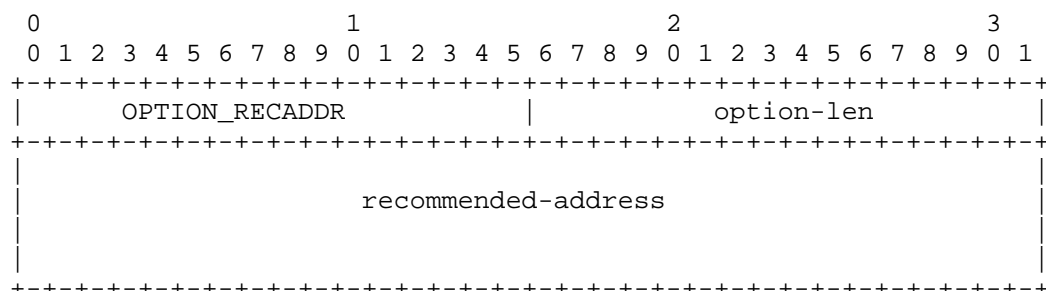 0                   1                   2                   3
 0 1 2 3 4 5 6 7 8 9 0 1 2 3 4 5 6 7 8 9 0 1 2 3 4 5 6 7 8 9 0 1
+-+-+-+-+-+-+-+-+-+-+-+-+-+-+-+-+-+-+-+-+-+-+-+-+-+-+-+-+-+-+-+-+
|      OPTION_RECADDR           |           option-len          |
+-+-+-+-+-+-+-+-+-+-+-+-+-+-+-+-+-+-+-+-+-+-+-+-+-+-+-+-+-+-+-+-+
|                                                               |
|                     recommended-address                       |
|                                                               |
|                                                               |
+-+-+-+-+-+-+-+-+-+-+-+-+-+-+-+-+-+-+-+-+-+-+-+-+-+-+-+-+-+-+-+-+